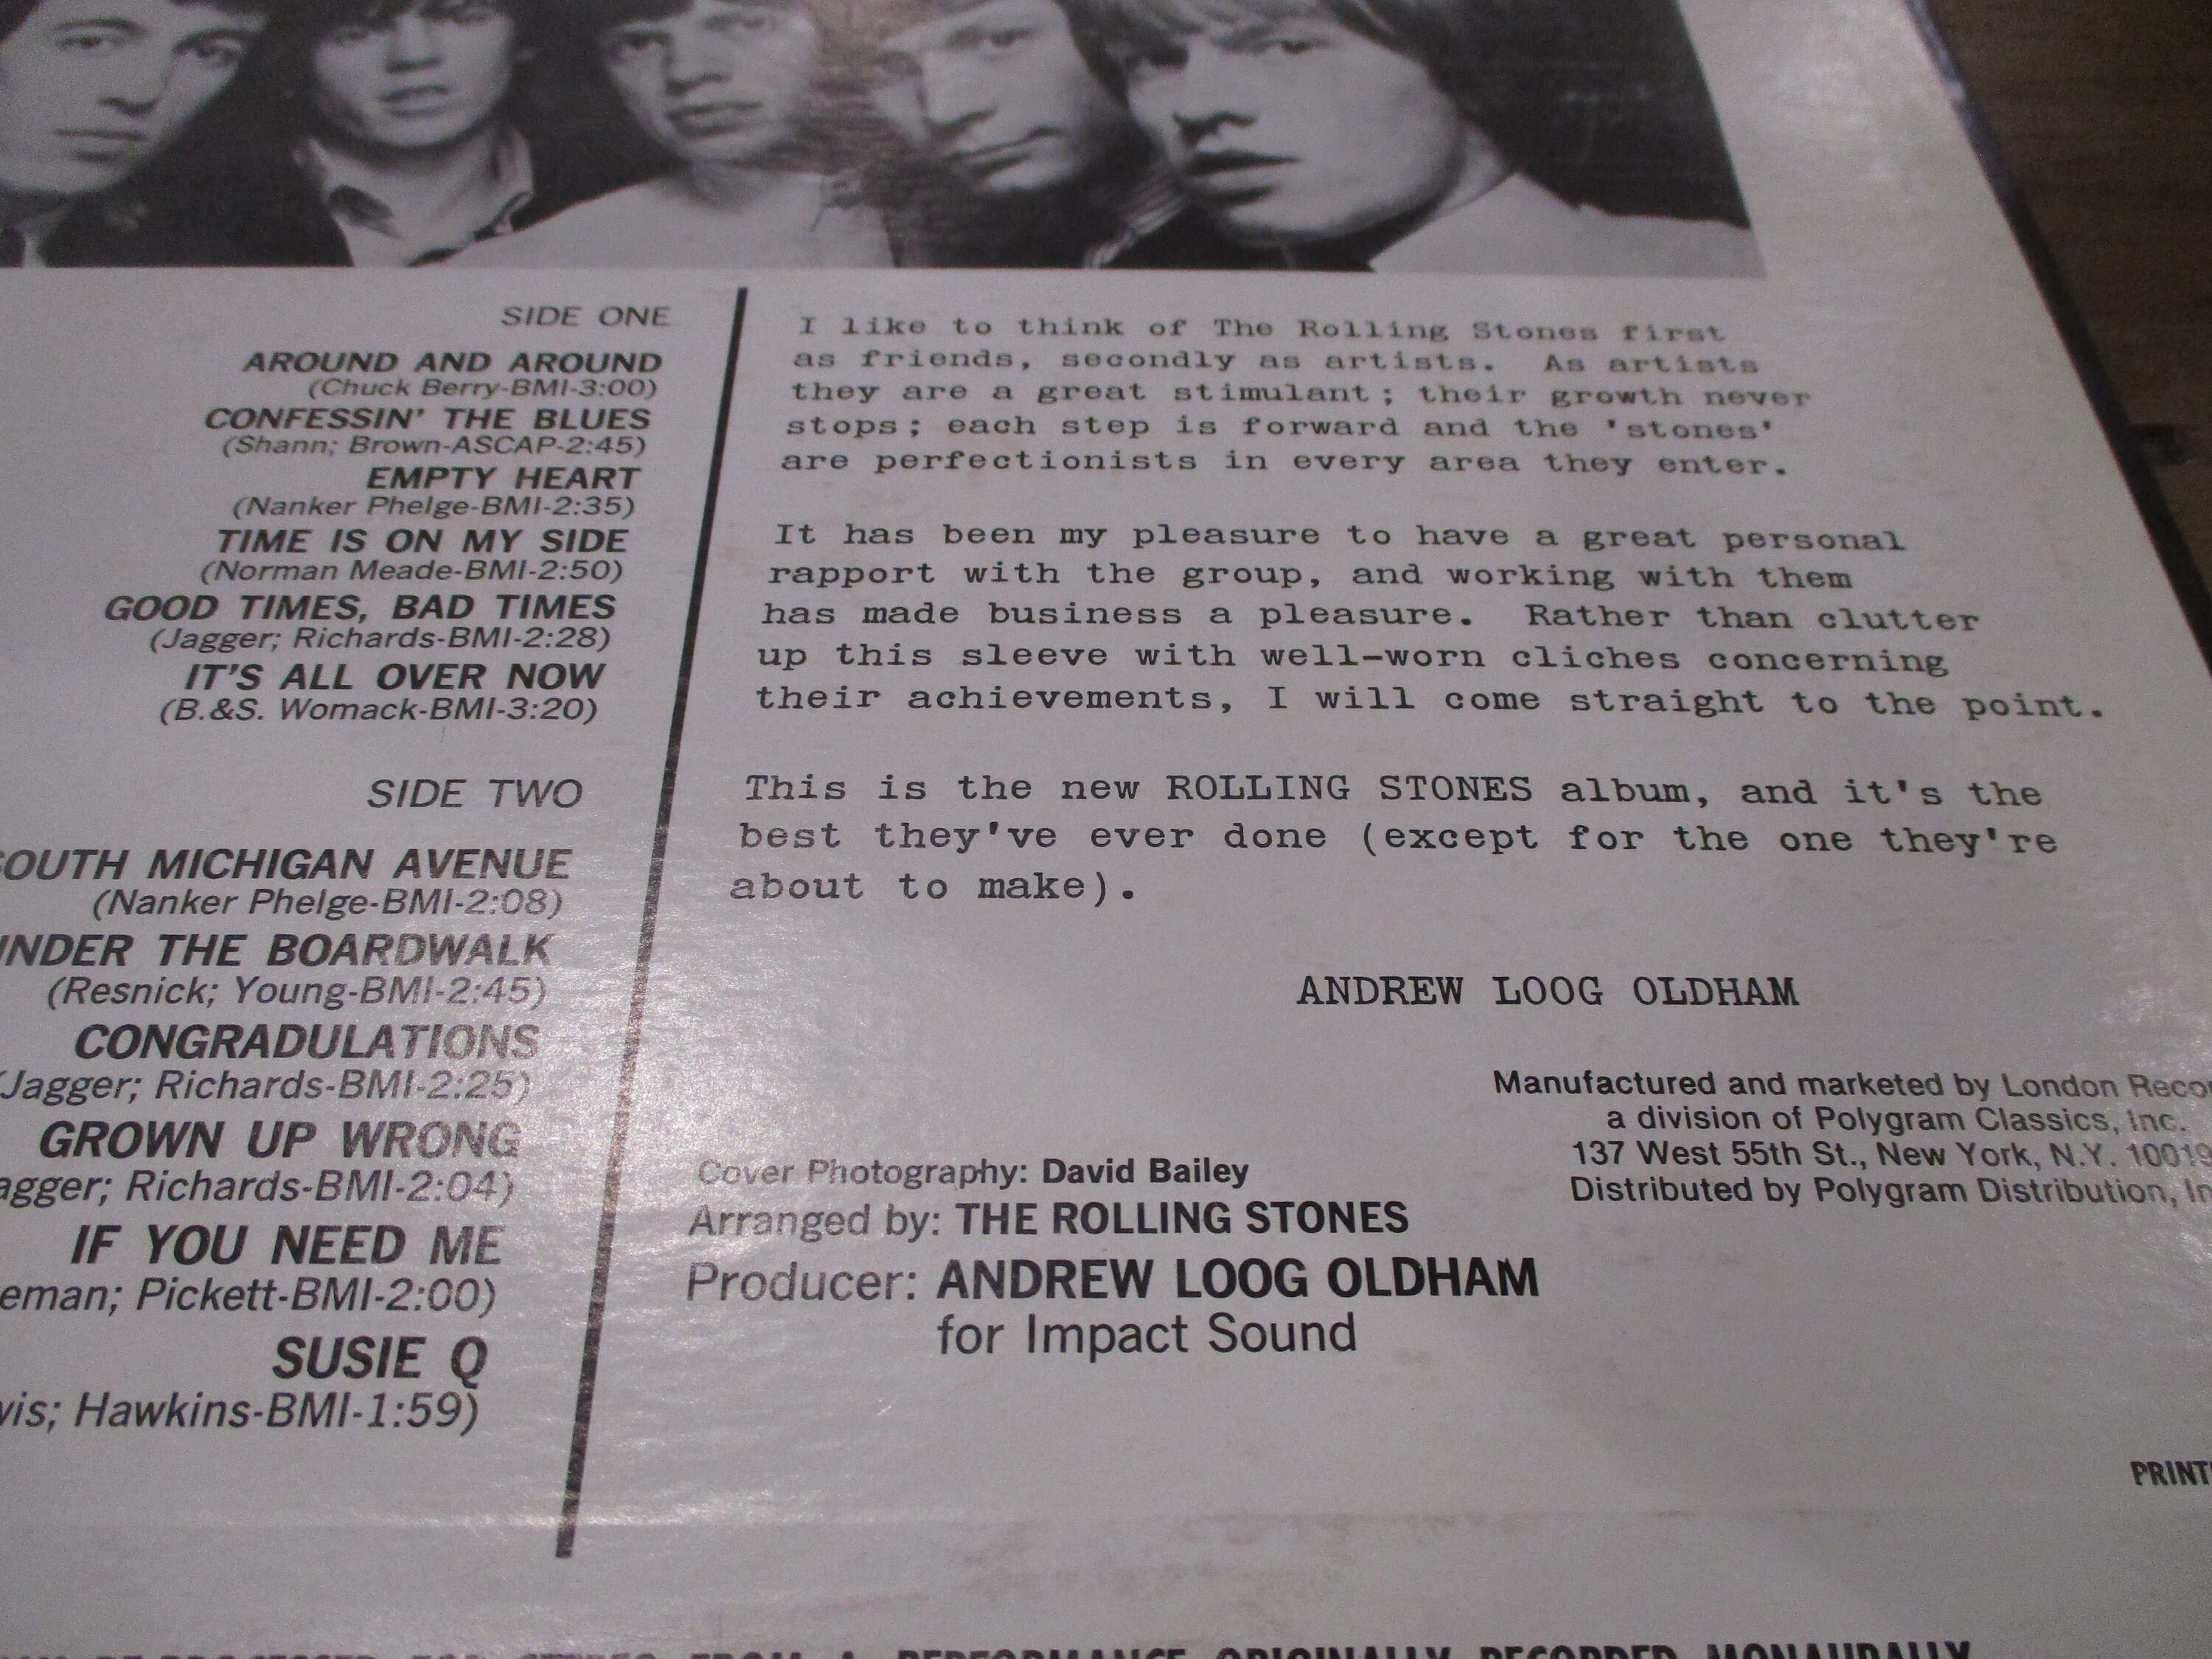 SIDE ONE
AROUND AND AROUND
(Chuck Berry-BMI-3:00)
CONFESSIN' THE BLUES
(Shann; Brown-ASCAP-2:45)
EMPTY HEART
(Nanker Phelge-BMI-2:35)
TIME IS ON MY SIDE
(Norman Meade-BMI-2:50)
GOOD TIMES, BAD TIMES
(Jagger; Richards-BMI-2:28)
IT'S ALL OVER NOW
(B.&S. Womack-BMI-3:20)
SIDE TWO
MICHIGAN AVENUE
(Nanker Phelge-BMI-2:08)
THE BOARDWALK
(Resnick; Young-BMI-2:45)
CONGRADULATIONS
(Jagger; Richards-BMI-2:25)
GROWN UP WRONG
Richards-BMI-2:04)
IF YOU NEED ME
Pickett-BMI-2:00)
SUSIE Q
Hawkins-BMI-1:59)
I like to think of The Rolling Stones first
as friends, secondly as artists. As artists
they are a great stimulant; their growth never
stops; each step is forward and the 'stones'
are perfectionists in every area they enter.
It has been my pleasure to have a great personal
rapport with the group, and working with them
has made business a pleasure. Rather than clutter
up this sleeve with well-worn cliches concerning
their achievements, I will come straight to the point.
This is the new ROLLING STONES album, and it's the
best they've ever done (except for the one they're
about to make).
ANDREW LOOG OLDHAM
Manufactured and marketed by London
a division of Polygram Classics, Inc.
137 West 55th St., New York, N.Y. 10019
Distributed by Polygram Distribution,
Cover Photography: David Bailey
Arranged by: THE ROLLING STONES
Producer: ANDREW LOOG OLDHAM
for Impact Sound
FROM A PERFORMANCE ORIGINALLY RECORDED MONAURALLY